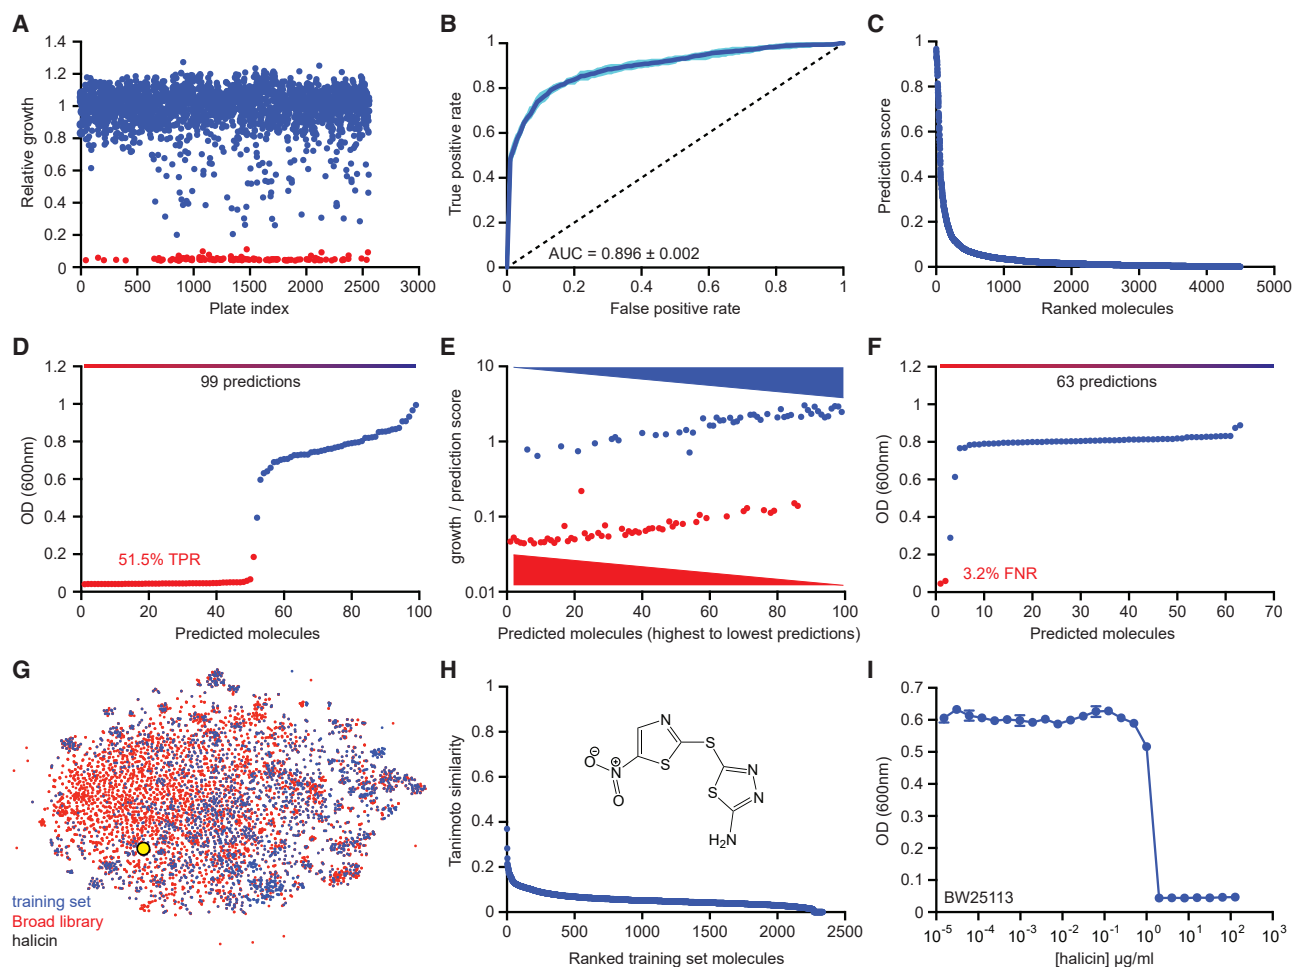 A
1.4
1.2
1
0.8
0.6
0.4
0.2
0
Relative growth
0 500 1000 1500 2000 2500 3000
Plate index
B
1
0.8
0.6
0.4
0.2
0
True positive rate
AUC = 0.896 ± 0.002
0 0.2 0.4 0.6 0.8 1
False positive rate
C
1
0.8
0.6
0.4
0.2
0
Prediction score
0 1000 2000 3000 4000 5000
Ranked molecules
D
1.2
1
0.8
0.6
0.4
0.2
0
OD (600nm)
99 predictions
51.5% TPR
0 20 40 60 80 100
Predicted molecules
E
10
1
0.1
0.01
growth / prediction score
0 20 40 60 80 100
Predicted molecules (highest to lowest predictions)
F
1.2
1
0.8
0.6
0.4
0.2
0
OD (600nm)
63 predictions
3.2% FNR
0 10 20 30 40 50 60 70
Predicted molecules
G
training set
Broad library
halicin
H
1
0.8
0.6
0.4
0.2
0
Tanimoto similarity
N
S
S
O⊖
N⊕
O
N
N
S
H₂N
0 500 1000 1500 2000 2500
Ranked training set molecules
I
0.7
0.6
0.5
0.4
0.3
0.2
0.1
0
OD (600nm)
BW25113
10⁻⁵ 10⁻⁴ 10⁻³ 10⁻² 10⁻¹ 10⁰ 10¹ 10² 10³
[halicin] µg/ml